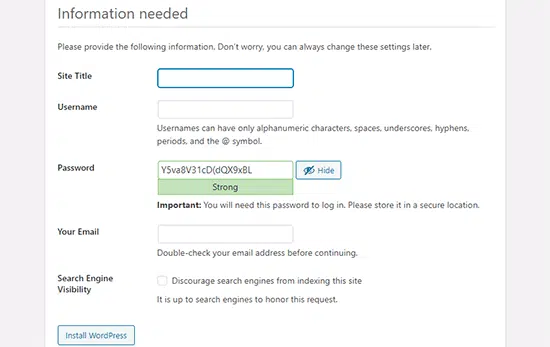 Information needed
Please provide the following information. Don't worry, you can always change these settings later.
Site Title
Username
Usernames can have only alphanumeric characters, spaces, underscores, hyphens,
periods, and the @ symbol.
Password
Y5va8V31cD(dQX9xBL
Hide
Strong
Important: You will need this password to log in. Please store it in a secure location.
Your Email
Double-check your email address before continuing.
Search Engine
Visibility
Discourage search engines from indexing this site
It is up to search engines to honor this request.
Install WordPress